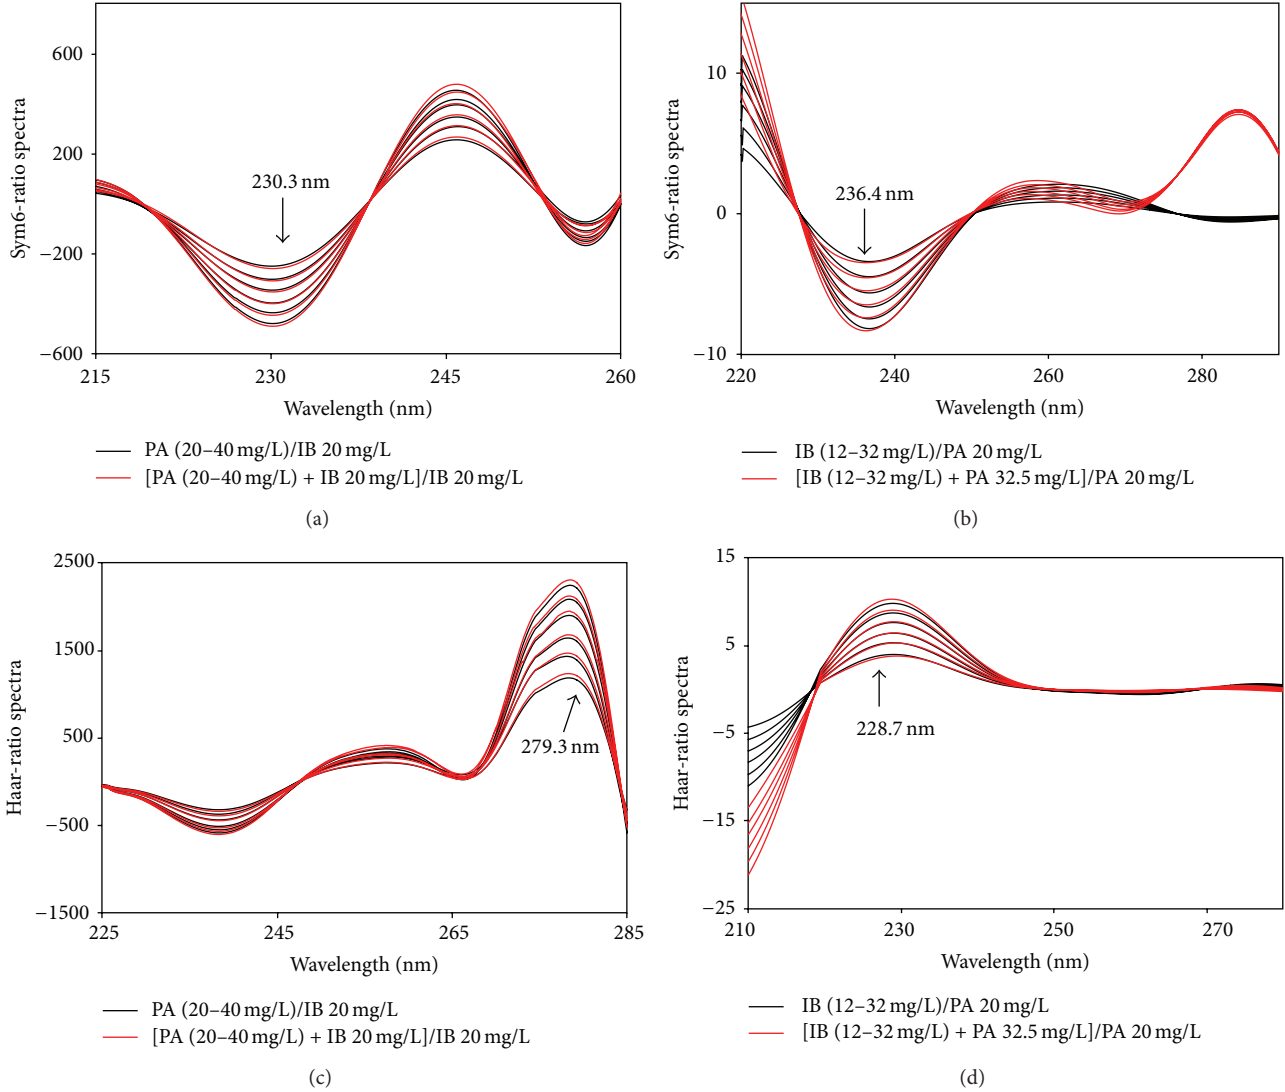 600
200
−200
−600
Sym6-ratio spectra
230.3 nm
215
230
245
260
Wavelength (nm)
PA (20–40 mg/L)/IB 20 mg/L
[PA (20–40 mg/L) + IB 20 mg/L]/IB 20 mg/L
(a)
10
0
−10
Sym6-ratio spectra
236.4 nm
220
240
260
280
Wavelength (nm)
IB (12–32 mg/L)/PA 20 mg/L
[IB (12–32 mg/L) + PA 32.5 mg/L]/PA 20 mg/L
(b)
2500
1500
500
−500
−1500
Haar-ratio spectra
279.3 nm
225
245
265
285
Wavelength (nm)
PA (20–40 mg/L)/IB 20 mg/L
[PA (20–40 mg/L) + IB 20 mg/L]/IB 20 mg/L
(c)
15
5
−5
−15
−25
Haar-ratio spectra
228.7 nm
210
230
250
270
Wavelength (nm)
IB (12–32 mg/L)/PA 20 mg/L
[IB (12–32 mg/L) + PA 32.5 mg/L]/PA 20 mg/L
(d)